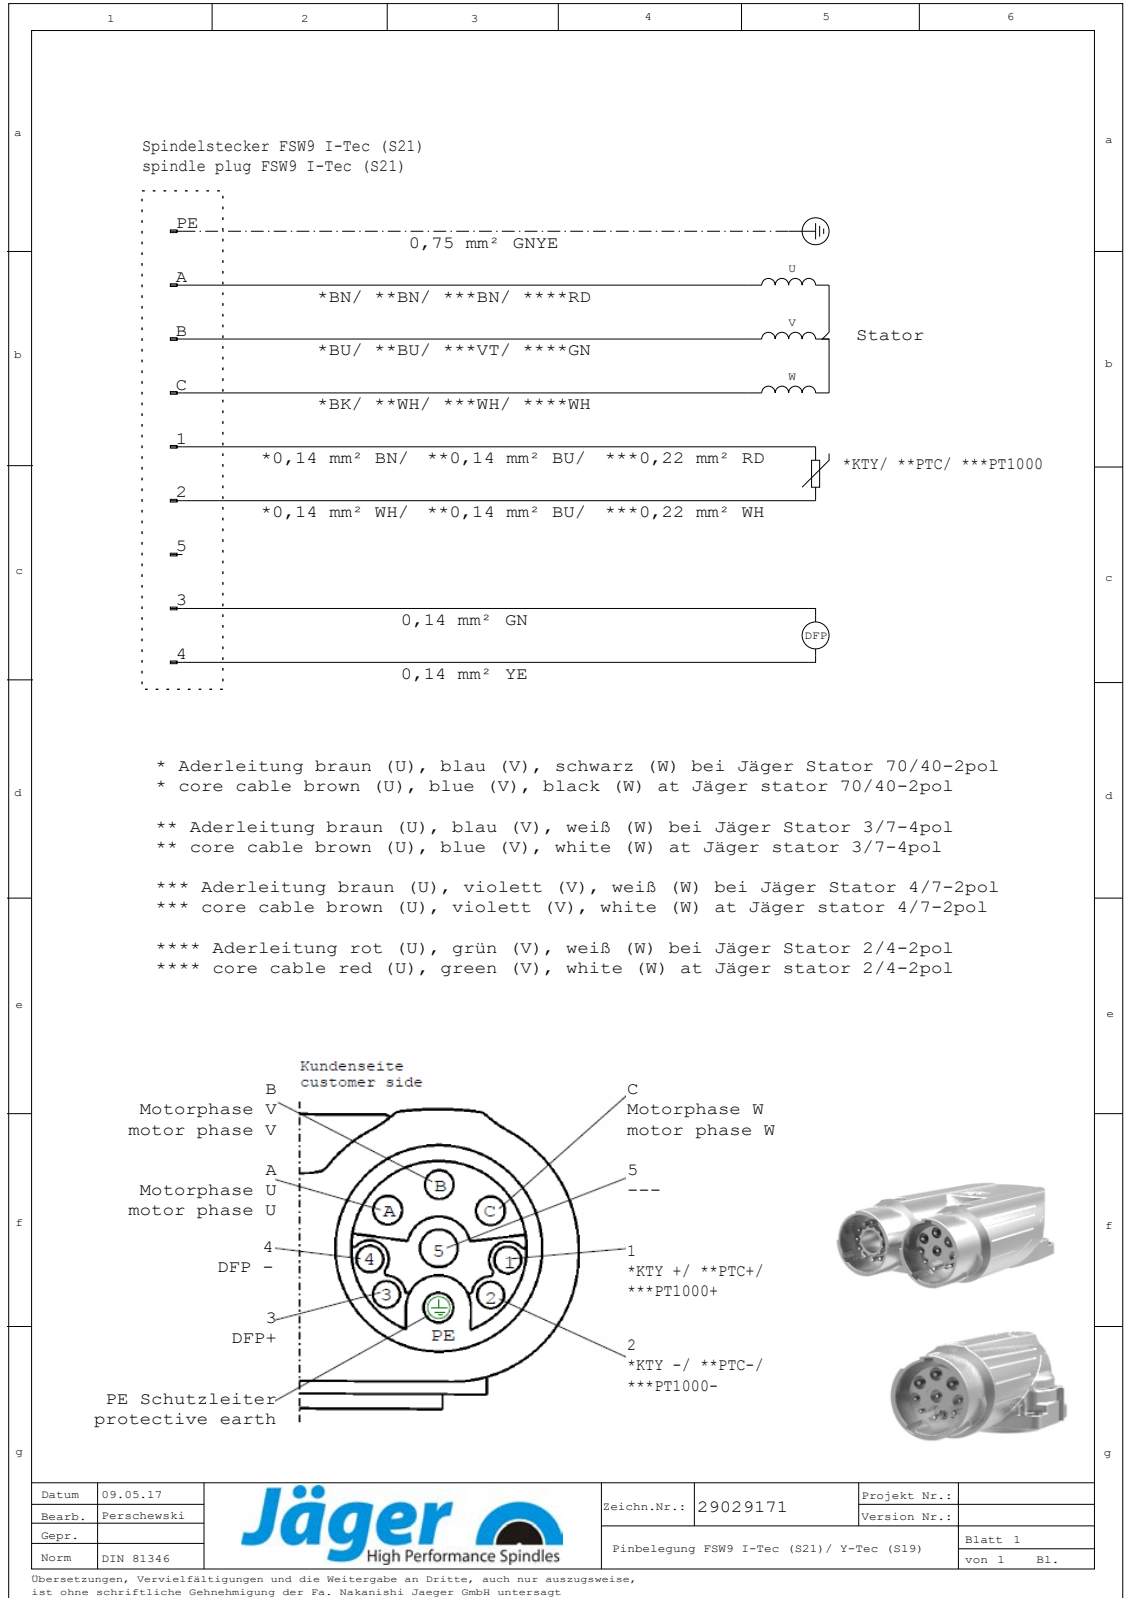 1 2 3 4 5 6
a a
Spindelstecker FSW9 I-Tec (S21)
spindle plug FSW9 I-Tec (S21)
PE
0,75 mm² GNYE
A
U
*BN/ **BN/ ***BN/ ****RD
B
V
Stator
b b
*BU/ **BU/ ***VT/ ****GN
C
W
*BK/ **WH/ ***WH/ ****WH
1
*0,14 mm² BN/ **0,14 mm² BU/ ***0,22 mm² RD
*KTY/ **PTC/ ***PT1000
2
*0,14 mm² WH/ **0,14 mm² BU/ ***0,22 mm² WH
5
c c
3
0,14 mm² GN
DFP
4
0,14 mm² YE
* Aderleitung braun (U), blau (V), schwarz (W) bei Jäger Stator 70/40-2pol
* core cable brown (U), blue (V), black (W) at Jäger stator 70/40-2pol
d d
** Aderleitung braun (U), blau (V), weiß (W) bei Jäger Stator 3/7-4pol
** core cable brown (U), blue (V), white (W) at Jäger stator 3/7-4pol
*** Aderleitung braun (U), violett (V), weiß (W) bei Jäger Stator 4/7-2pol
*** core cable brown (U), violett (V), white (W) at Jäger stator 4/7-2pol
**** Aderleitung rot (U), grün (V), weiß (W) bei Jäger Stator 2/4-2pol
**** core cable red (U), green (V), white (W) at Jäger stator 2/4-2pol
e e
Kundenseite
customer side
B
Motorphase V
motor phase V
C
Motorphase W
motor phase W
A
Motorphase U
motor phase U
5
---
B
A C
5
4 1
3 2
PE
f f
4
DFP -
1
*KTY +/ **PTC+/
***PT1000+
3
DFP+
2
*KTY -/ **PTC-/
***PT1000-
PE Schutzleiter
protective earth
g g
Datum 09.05.17
Bearb. Perschewski
Gepr.
Norm DIN 81346
Jäger
High Performance Spindles
Zeichn.Nr.: 29029171
Projekt Nr.:
Version Nr.:
Pinbelegung FSW9 I-Tec (S21)/ Y-Tec (S19)
Blatt 1
von 1 Bl.
Übersetzungen, Vervielfältigungen und die Weitergabe an Dritte, auch nur auszugsweise,
ist ohne schriftliche Gehnehmigung der Fa. Nakanishi Jaeger GmbH untersagt